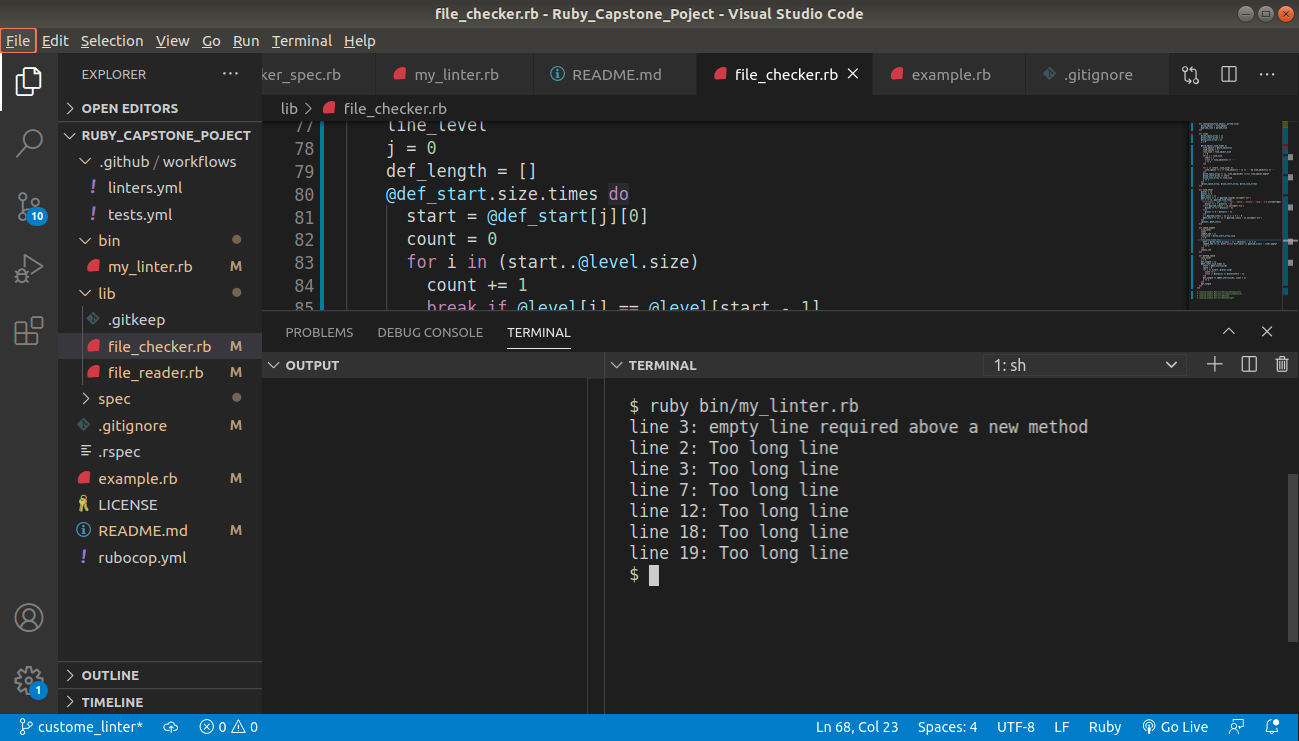 file_checker.rb - Ruby_Capstone_Poject - Visual Studio Code
File Edit Selection View Go Run Terminal Help
EXPLORER
OPEN EDITORS
RUBY_CAPSTONE_POJECT
.github / workflows
! linters.yml
! tests.yml
bin
my_linter.rb M
lib
.gitkeep
file_checker.rb M
file_reader.rb M
spec
.gitignore M
.rspec
example.rb M
LICENSE
README.md M
! rubocop.yml
OUTLINE
TIMELINE
10
1
ker_spec.rb my_linter.rb README.md file_checker.rb example.rb .gitignore
lib > file_checker.rb
77 line_level
78 j = 0
79 def_length = []
80 @def_start.size.times do
81 start = @def_start[j][0]
82 count = 0
83 for i in (start..@level.size)
84 count += 1
85 break if @level[i] == @level[start - 1]
PROBLEMS DEBUG CONSOLE TERMINAL
OUTPUT
TERMINAL 1: sh
$ ruby bin/my_linter.rb
line 3: empty line required above a new method
line 2: Too long line
line 3: Too long line
line 7: Too long line
line 12: Too long line
line 18: Too long line
line 19: Too long line
$
custome_linter* 0 0 Ln 68, Col 23 Spaces: 4 UTF-8 LF Ruby Go Live